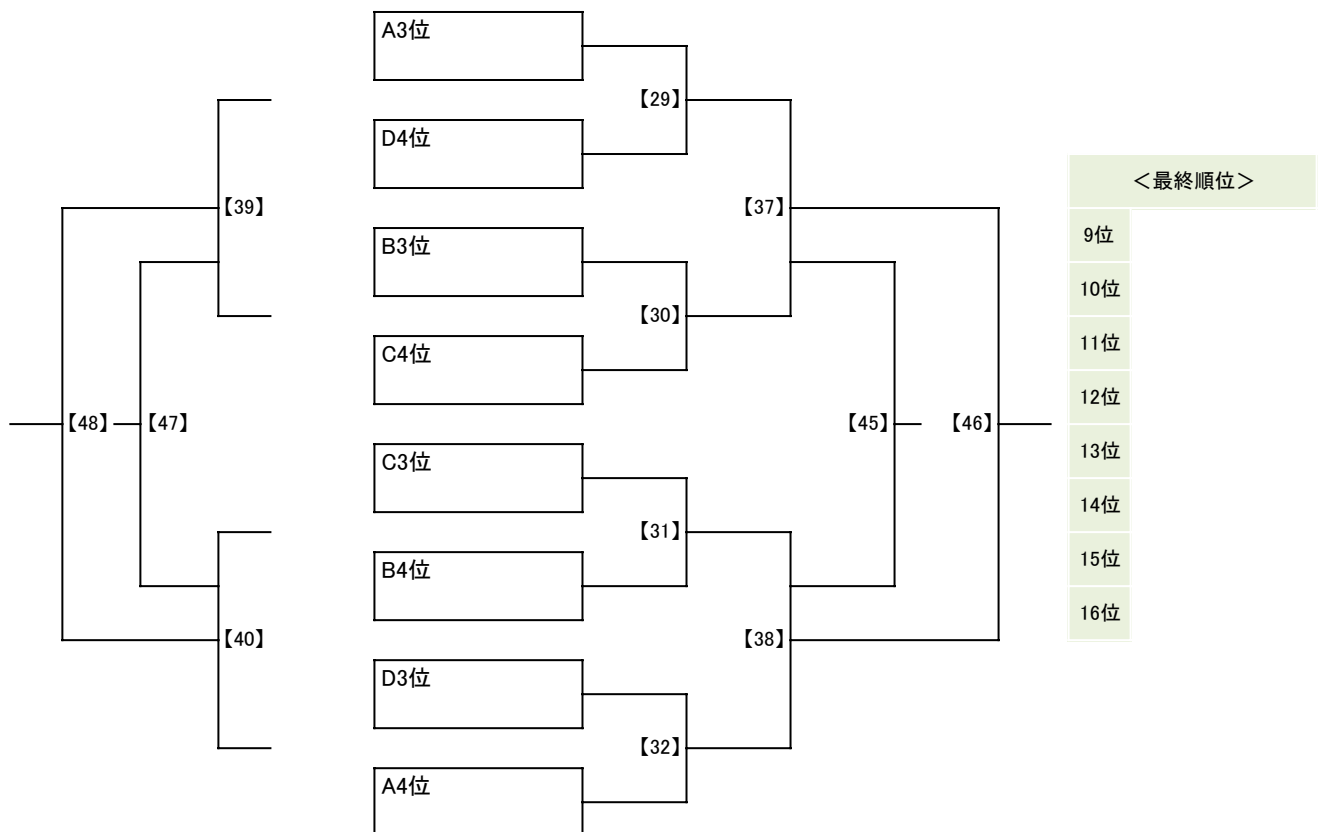 A3位
【29】
D4位
【39】
【37】
＜最終順位＞
B3位
9位
10位
【30】
11位
C4位
12位
【48】
【47】
【45】
【46】
13位
C3位
14位
【31】
15位
B4位
16位
【40】
【38】
D3位
【32】
A4位